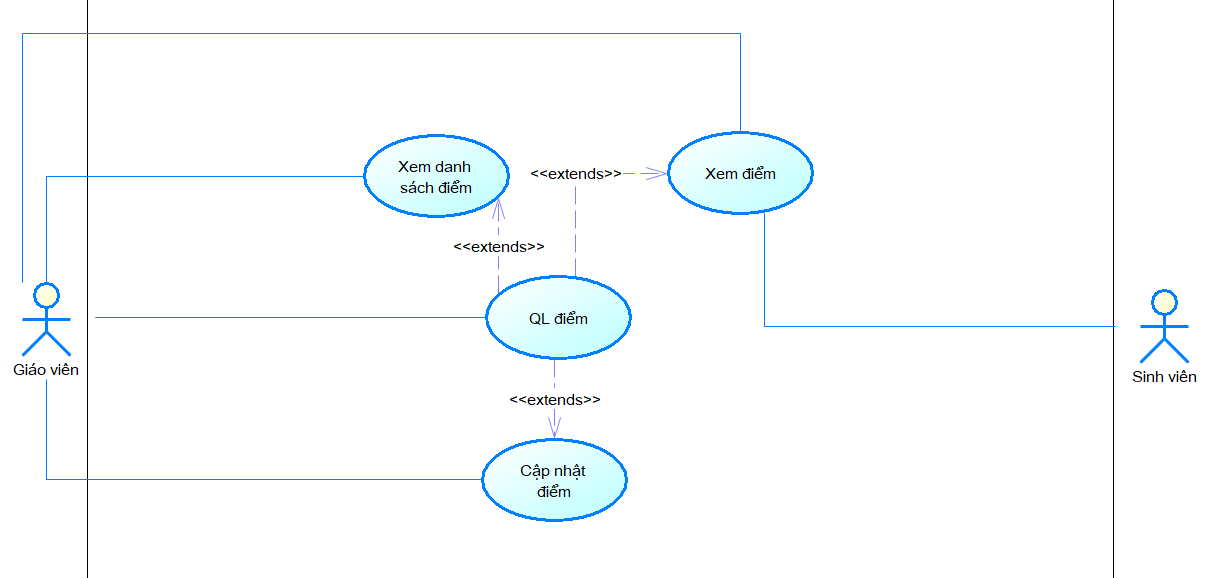 Xem danh
sách điểm
<<extends>>
Xem điểm
<<extends>>
QL điểm
Giáo viên
Sinh viên
<<extends>>
Cập nhật
điểm